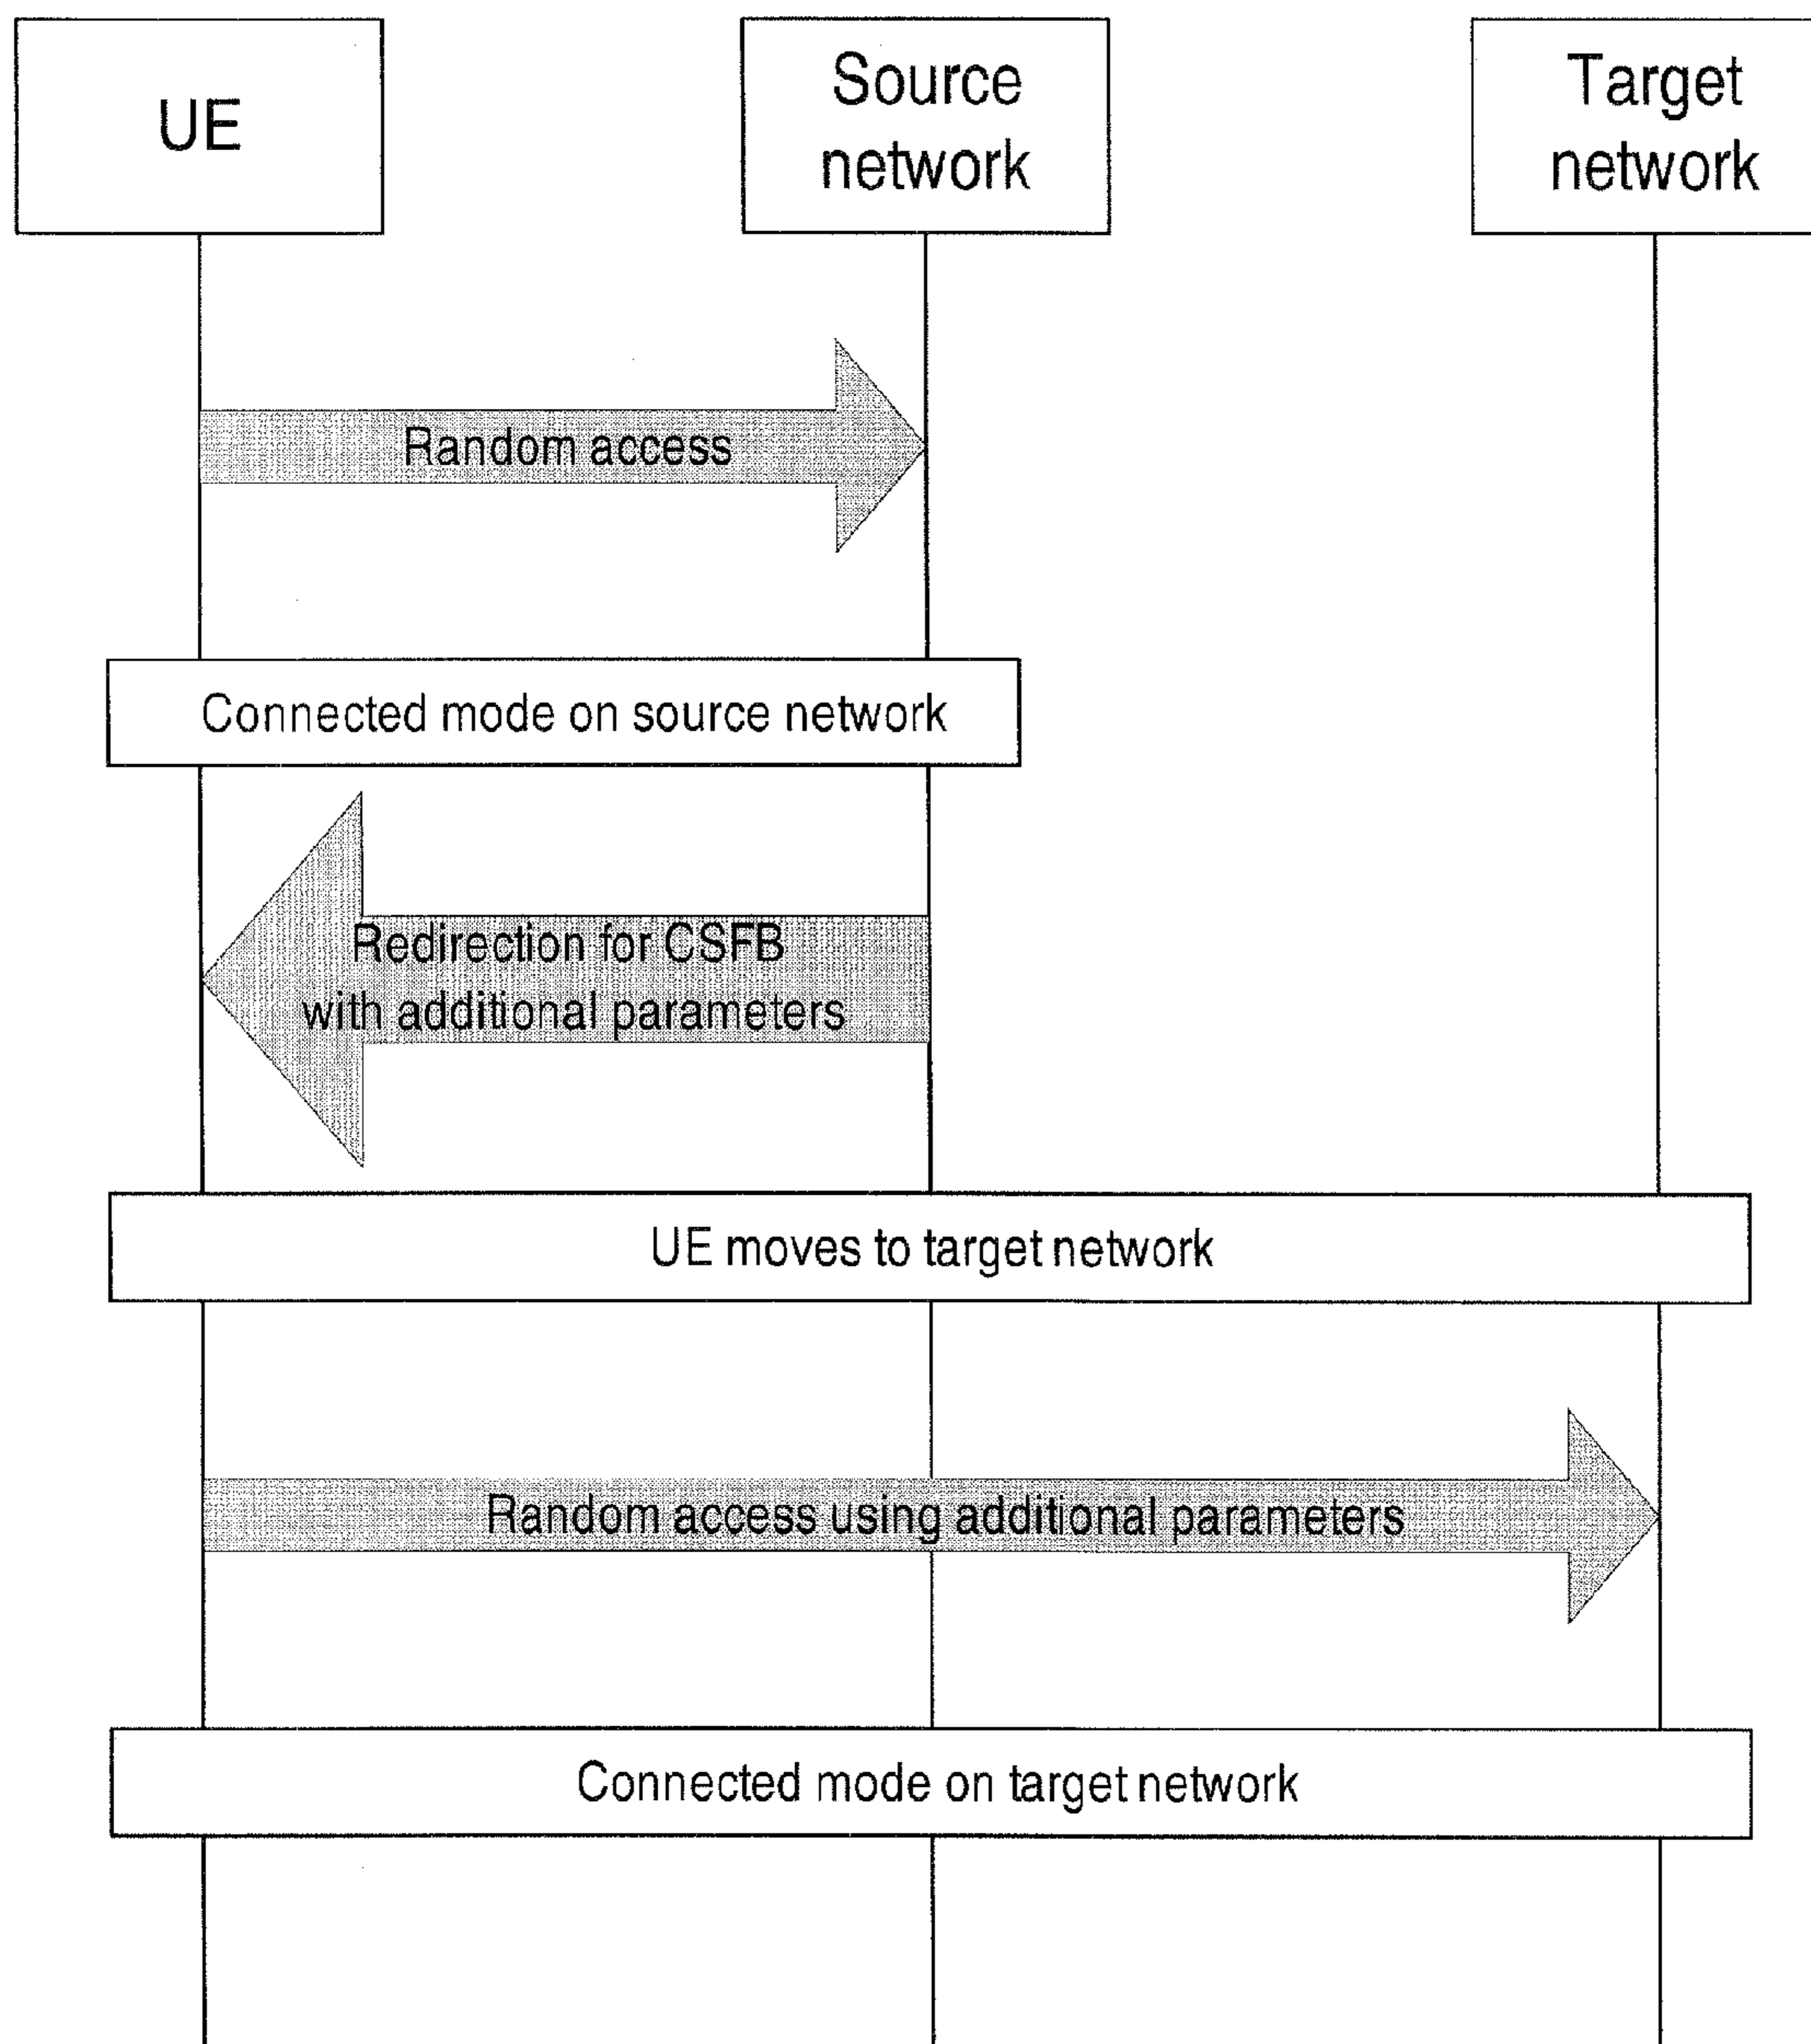 UE
Source
network
Target
network
Random access
Connected mode on source network
Redirection for CSFB
with additional parameters
UE moves to target network
Random access using additional parameters
Connected mode on target network